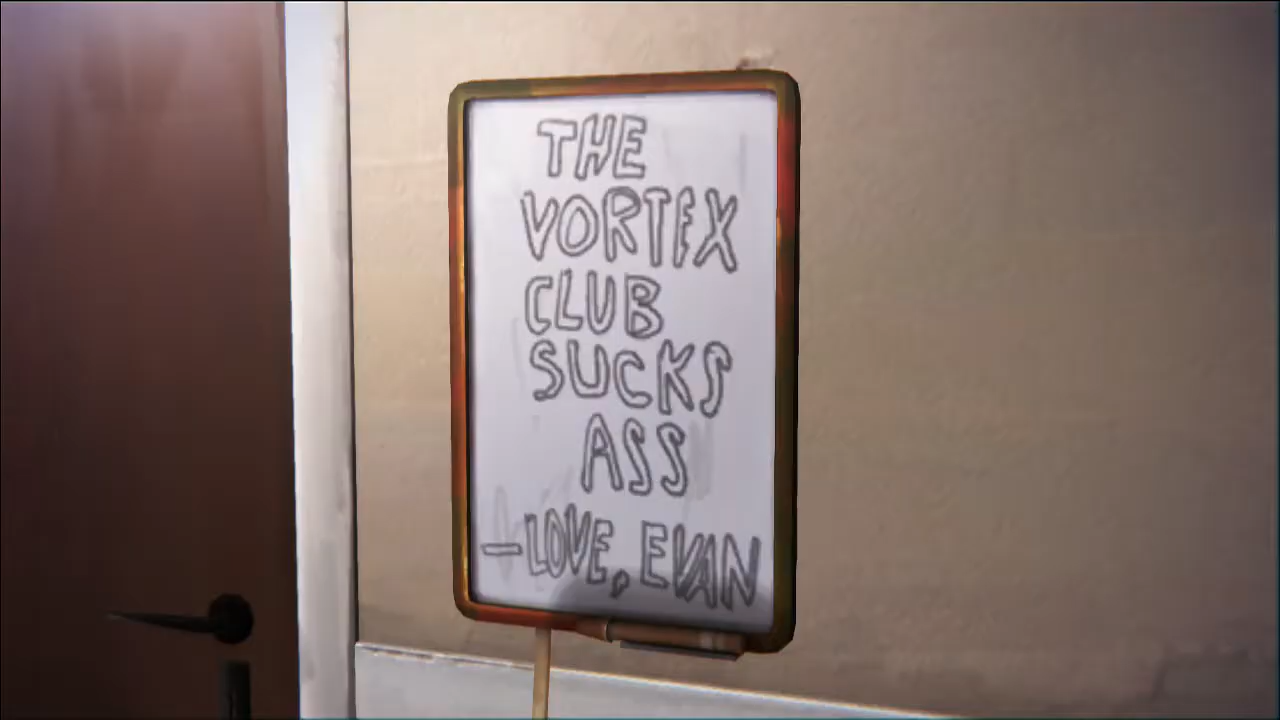 THE
VORTEX
CLUB
SUCKS
ASS
—LOVE, EVAN